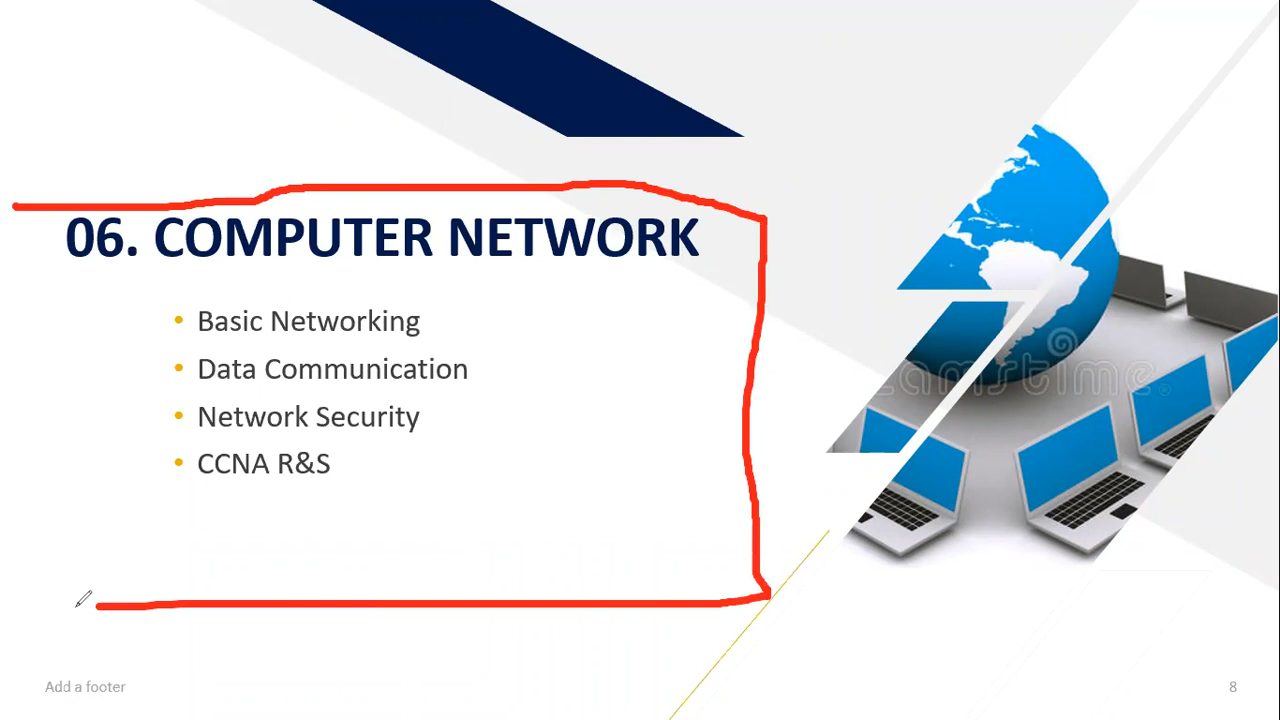 06. COMPUTER NETWORK
• Basic Networking
• Data Communication
• Network Security
• CCNA R&S
Add a footer
8